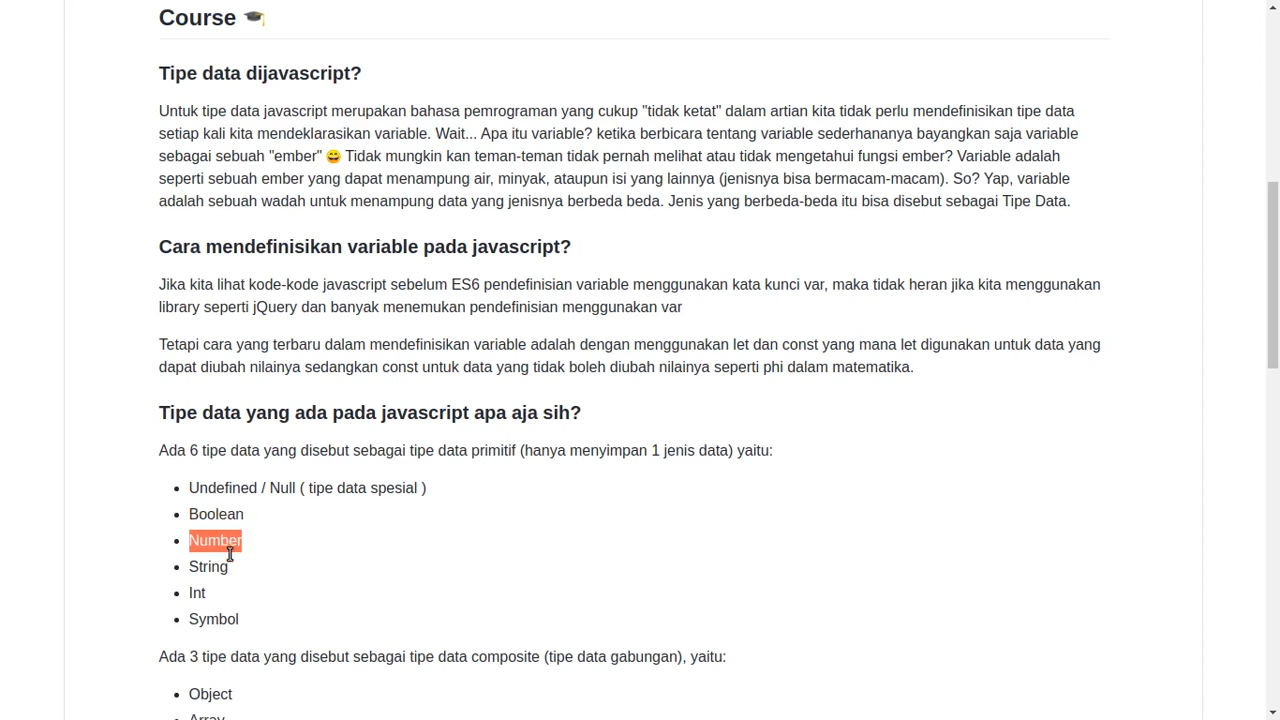 Course 🎓
Tipe data dijavascript?
Untuk tipe data javascript merupakan bahasa pemrograman yang cukup "tidak ketat" dalam artian kita tidak perlu mendefinisikan tipe data
setiap kali kita mendeklarasikan variable. Wait... Apa itu variable? ketika berbicara tentang variable sederhananya bayangkan saja variable
sebagai sebuah "ember" 😄 Tidak mungkin kan teman-teman tidak pernah melihat atau tidak mengetahui fungsi ember? Variable adalah
seperti sebuah ember yang dapat menampung air, minyak, ataupun isi yang lainnya (jenisnya bisa bermacam-macam). So? Yap, variable
adalah sebuah wadah untuk menampung data yang jenisnya berbeda beda. Jenis yang berbeda-beda itu bisa disebut sebagai Tipe Data.
Cara mendefinisikan variable pada javascript?
Jika kita lihat kode-kode javascript sebelum ES6 pendefinisian variable menggunakan kata kunci var, maka tidak heran jika kita menggunakan
library seperti jQuery dan banyak menemukan pendefinisian menggunakan var
Tetapi cara yang terbaru dalam mendefinisikan variable adalah dengan menggunakan let dan const yang mana let digunakan untuk data yang
dapat diubah nilainya sedangkan const untuk data yang tidak boleh diubah nilainya seperti phi dalam matematika.
Tipe data yang ada pada javascript apa aja sih?
Ada 6 tipe data yang disebut sebagai tipe data primitif (hanya menyimpan 1 jenis data) yaitu:
• Undefined / Null ( tipe data spesial )
• Boolean
• Number
• String
• Int
• Symbol
Ada 3 tipe data yang disebut sebagai tipe data composite (tipe data gabungan), yaitu:
• Object
• Array